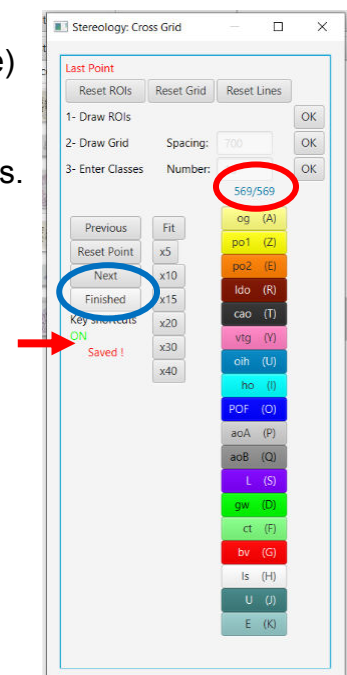 Stereology: Cross Grid
e)
Last Point
Reset ROIs Reset Grid Reset Lines
1- Draw ROIs OK
2- Draw Grid Spacing: 700 OK
s.
3- Enter Classes Number: OK
569/569
og (A)
Previous Fit po1 (Z)
Reset Point x5 po2 (E)
Next x10 ldo (R)
Finished x15 cao (T)
Key shortcuts x20 vtg (Y)
ON
Saved ! x30 oih (U)
x40 ho (I)
POF (O)
aoA (P)
aoB (Q)
L (S)
gw (D)
ct (F)
bv (G)
ls (H)
U (J)
E (K)